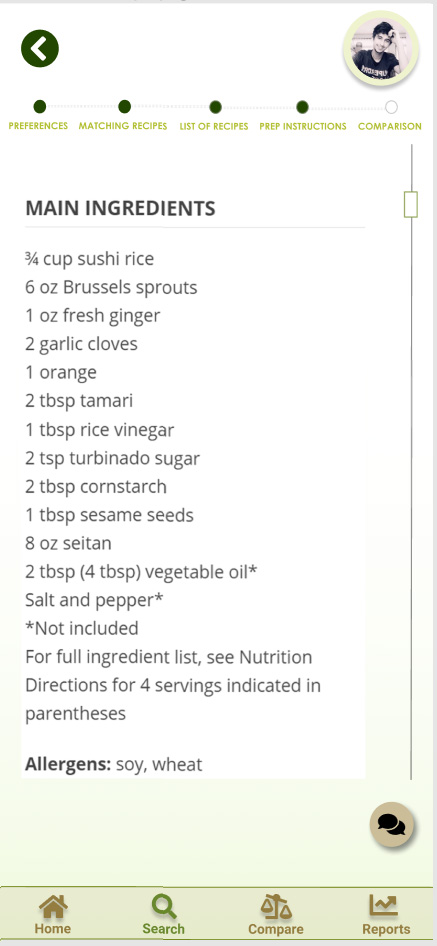 PREFERENCES MATCHING RECIPES LIST OF RECIPES PREP INSTRUCTIONS COMPARISON
MAIN INGREDIENTS
¾ cup sushi rice
6 oz Brussels sprouts
1 oz fresh ginger
2 garlic cloves
1 orange
2 tbsp tamari
1 tbsp rice vinegar
2 tsp turbinado sugar
2 tbsp cornstarch
1 tbsp sesame seeds
8 oz seitan
2 tbsp (4 tbsp) vegetable oil*
Salt and pepper*
*Not included
For full ingredient list, see Nutrition
Directions for 4 servings indicated in
parentheses
Allergens: soy, wheat
Home Search Compare Reports